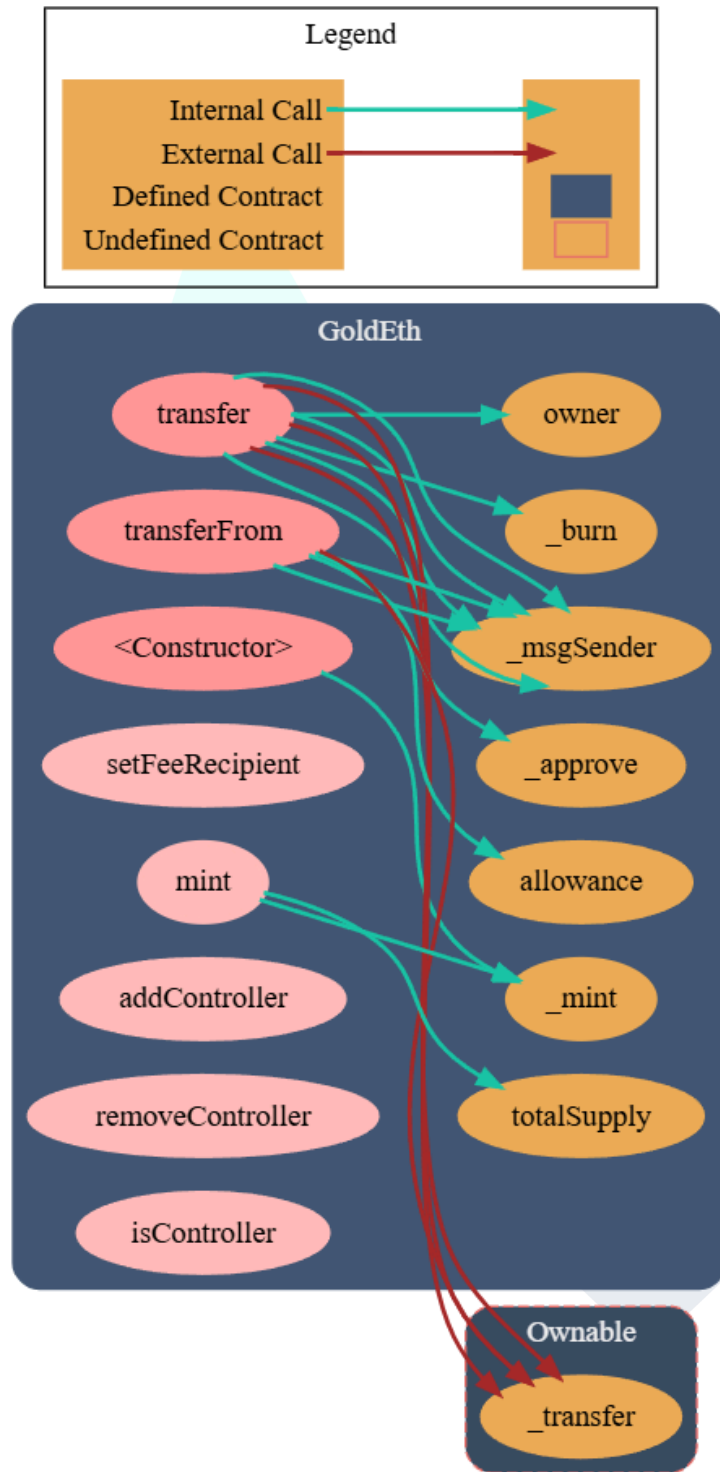 Legend
Internal Call
External Call
Defined Contract
Undefined Contract
GoldEth
transfer
owner
transferFrom
_burn
<Constructor>
_msgSender
setFeeRecipient
_approve
mint
allowance
addController
_mint
removeController
totalSupply
isController
Ownable
_transfer